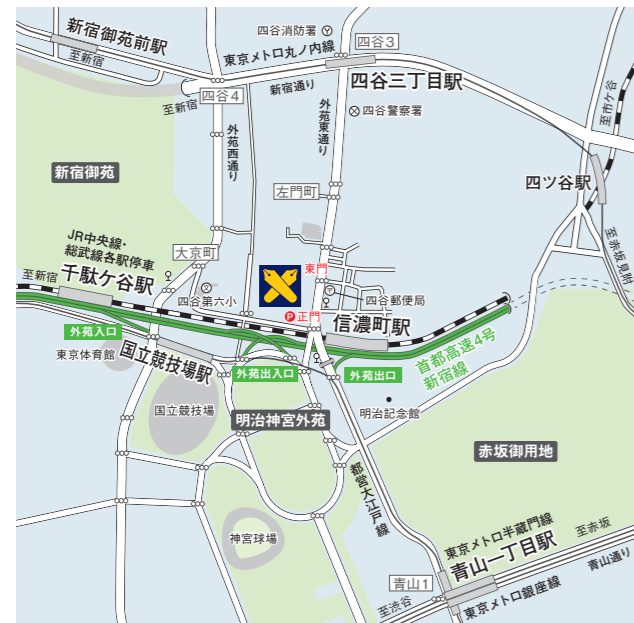 四谷消防署
四谷3
新宿御苑前駅
至新宿
東京メトロ丸ノ内線
四谷三丁目駅
新宿通り
至新宿
四谷4
四谷警察署
至市ケ谷
外苑西通り
外苑東通り
新宿御苑
四ツ谷駅
左門町
JR中央線・
総武線各駅停車
大京町
至赤坂見附
至新宿
千駄ケ谷駅
東門
四谷第六小
四谷郵便局
P
正門
信濃町駅
外苑入口
東京体育館
国立競技場駅
外苑出入口
外苑出口
首都高速4号
新宿線
国立競技場
明治神宮外苑
明治記念館
赤坂御用地
都営大江戸線
神宮球場
東京メトロ半蔵門線
至赤坂
青山一丁目駅
青山通り
青山1
至渋谷
東京メトロ銀座線